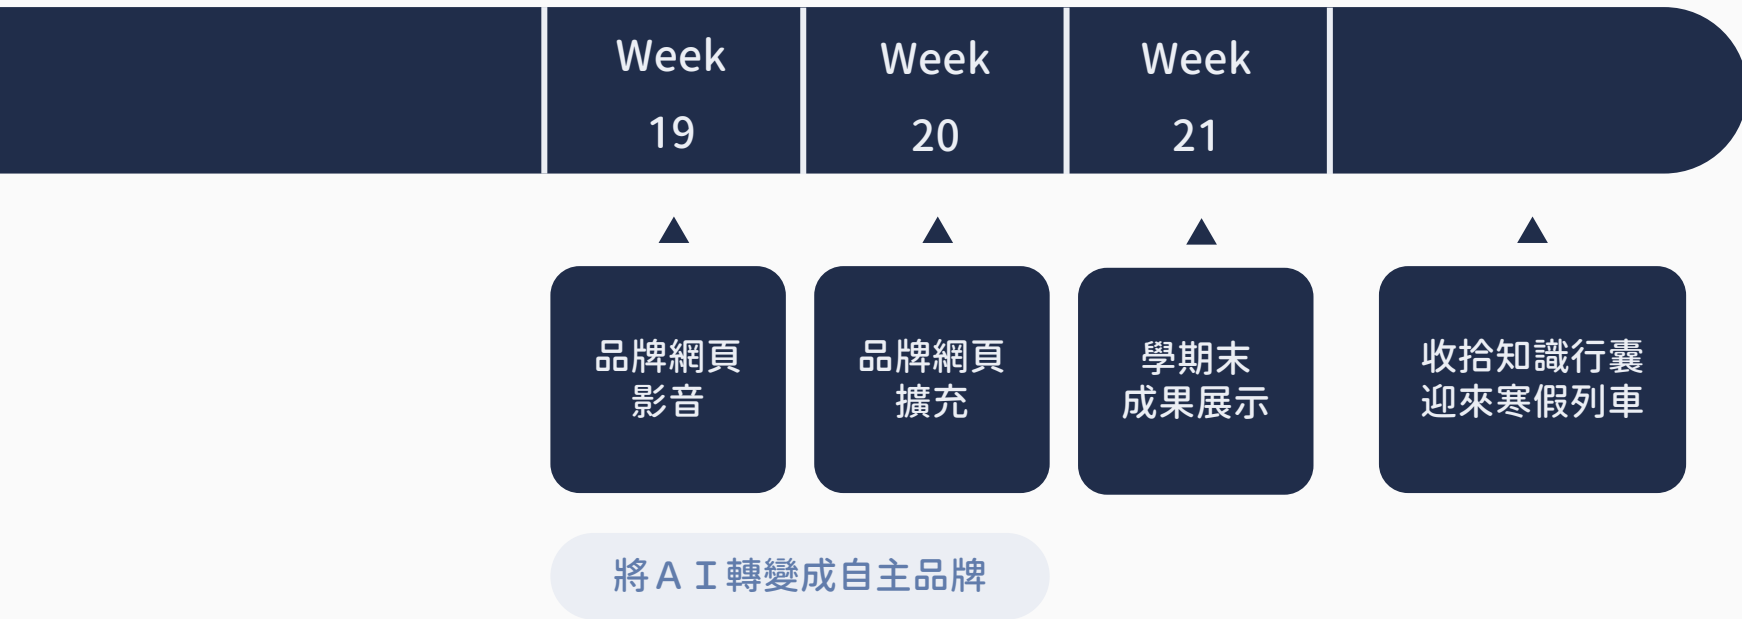 Week
19
Week
20
Week
21
品牌網頁
影音
品牌網頁
擴充
學期末
成果展示
收拾知識行囊
迎來寒假列車
將ＡＩ轉變成自主品牌